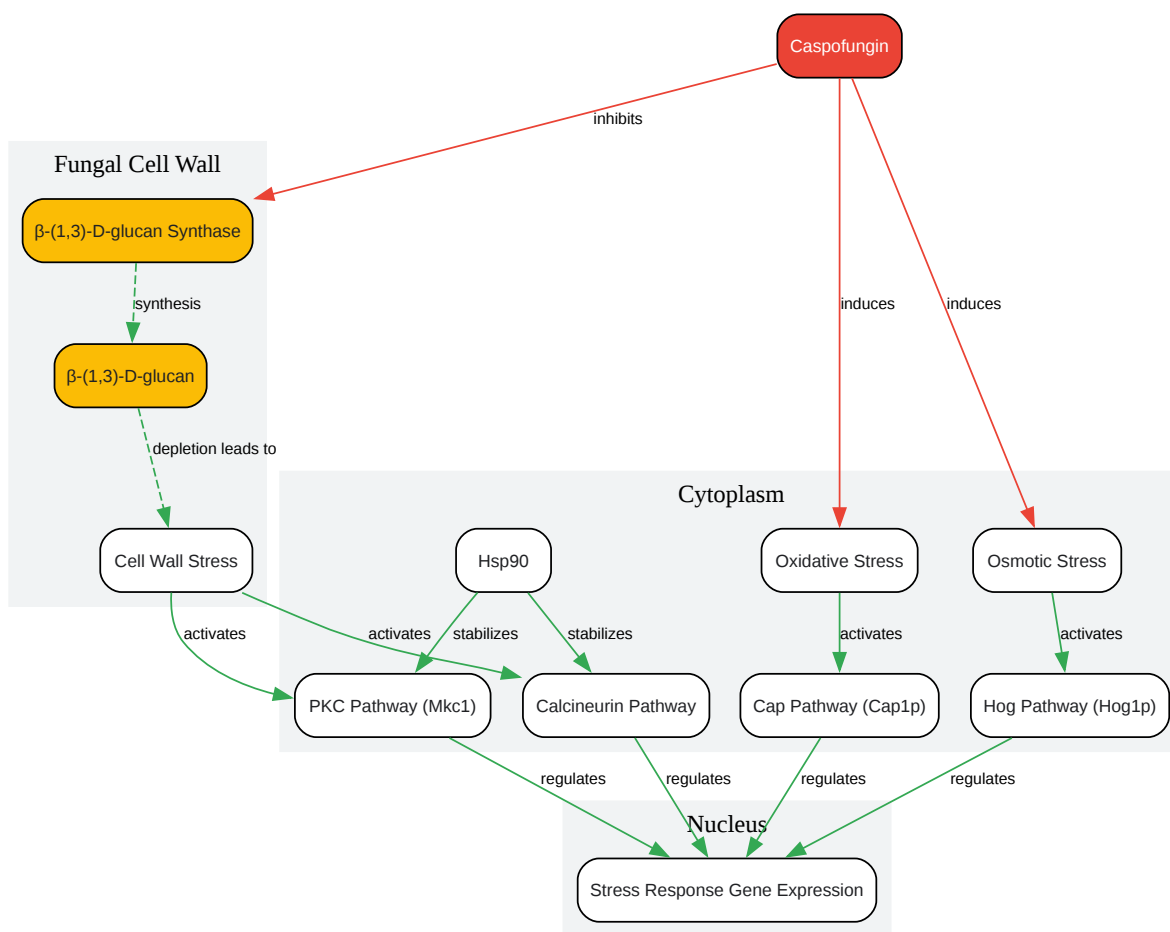 Caspofungin
inhibits
Fungal Cell Wall
β-(1,3)-D-glucan Synthase
synthesis
induces
induces
β-(1,3)-D-glucan
depletion leads to
Cytoplasm
Cell Wall Stress
Hsp90
Oxidative Stress
Osmotic Stress
activates
activates
stabilizes
stabilizes
activates
activates
PKC Pathway (Mkc1)
Calcineurin Pathway
Cap Pathway (Cap1p)
Hog Pathway (Hog1p)
regulates
regulates
regulates
regulates
Nucleus
Stress Response Gene Expression